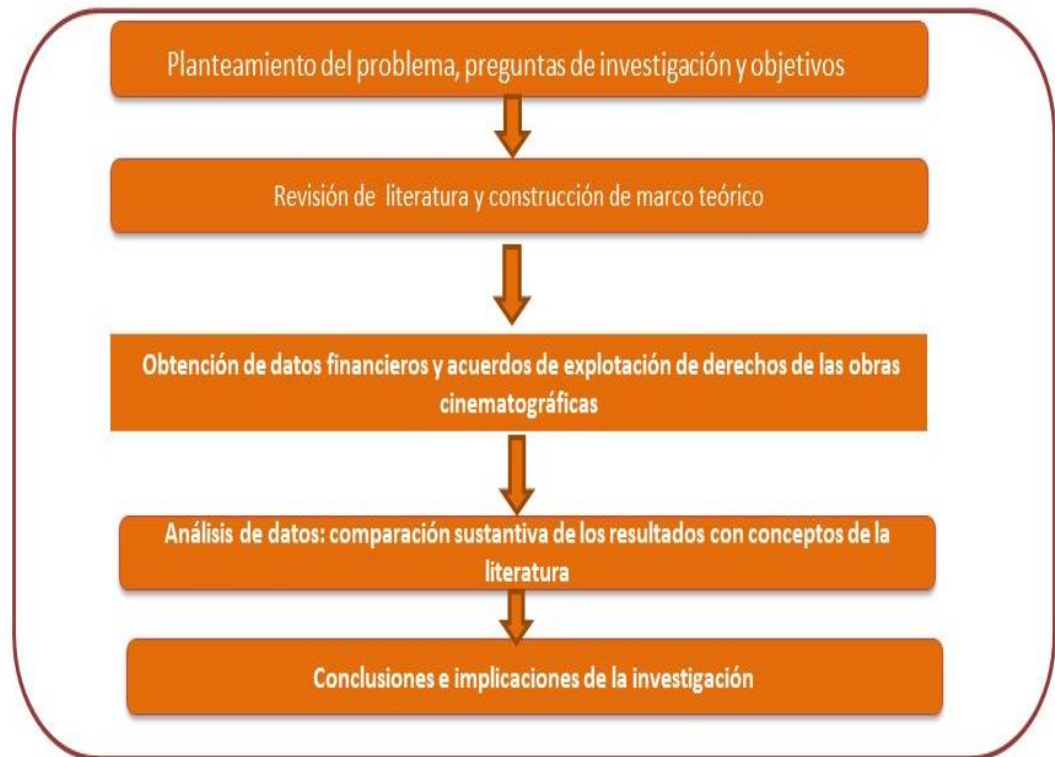 Planteamiento del problema, preguntas de investigación y objetivos
Revisión de literatura y construcción de marco teórico
Obtención de datos financieros y acuerdos de explotación de derechos de las obras
cinematográficas
Análisis de datos: comparación sustantiva de los resultados con conceptos de la
literatura
Conclusiones e implicaciones de la investigación